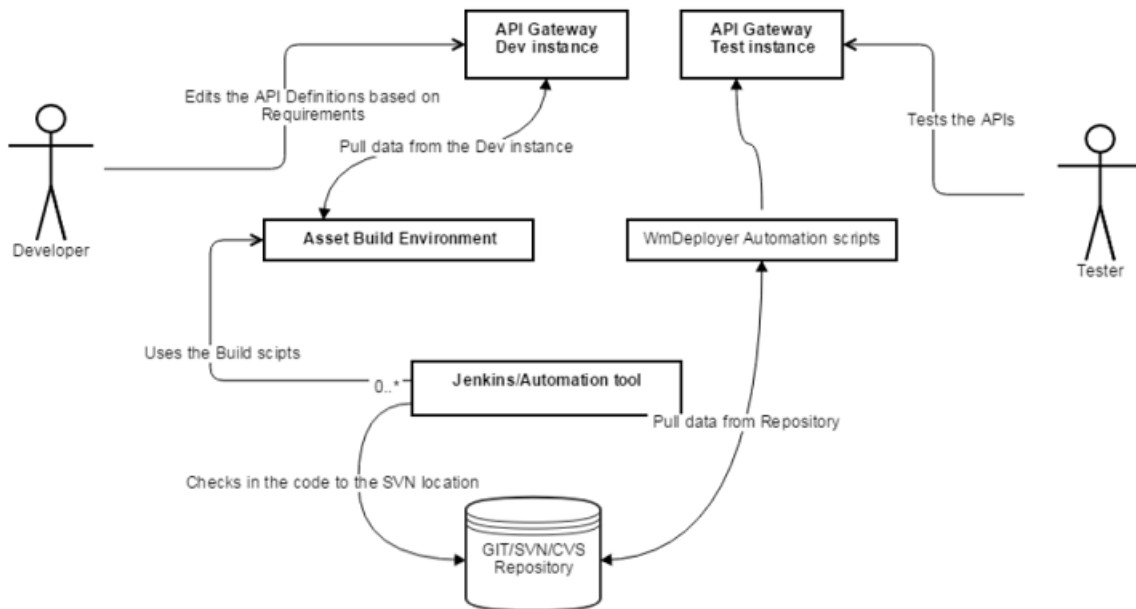 API Gateway
Dev instance
API Gateway
Test instance
Edits the API Definitions based on
Requirements
Tests the APIs
Pull data from the Dev instance
Developer
Asset Build Environment
WmDeployer Automation scripts
Tester
Uses the Build scipts
0..*
Jenkins/Automation tool
Pull data from Repository
Checks in the code to the SVN location
GIT/SVN/CVS
Repository